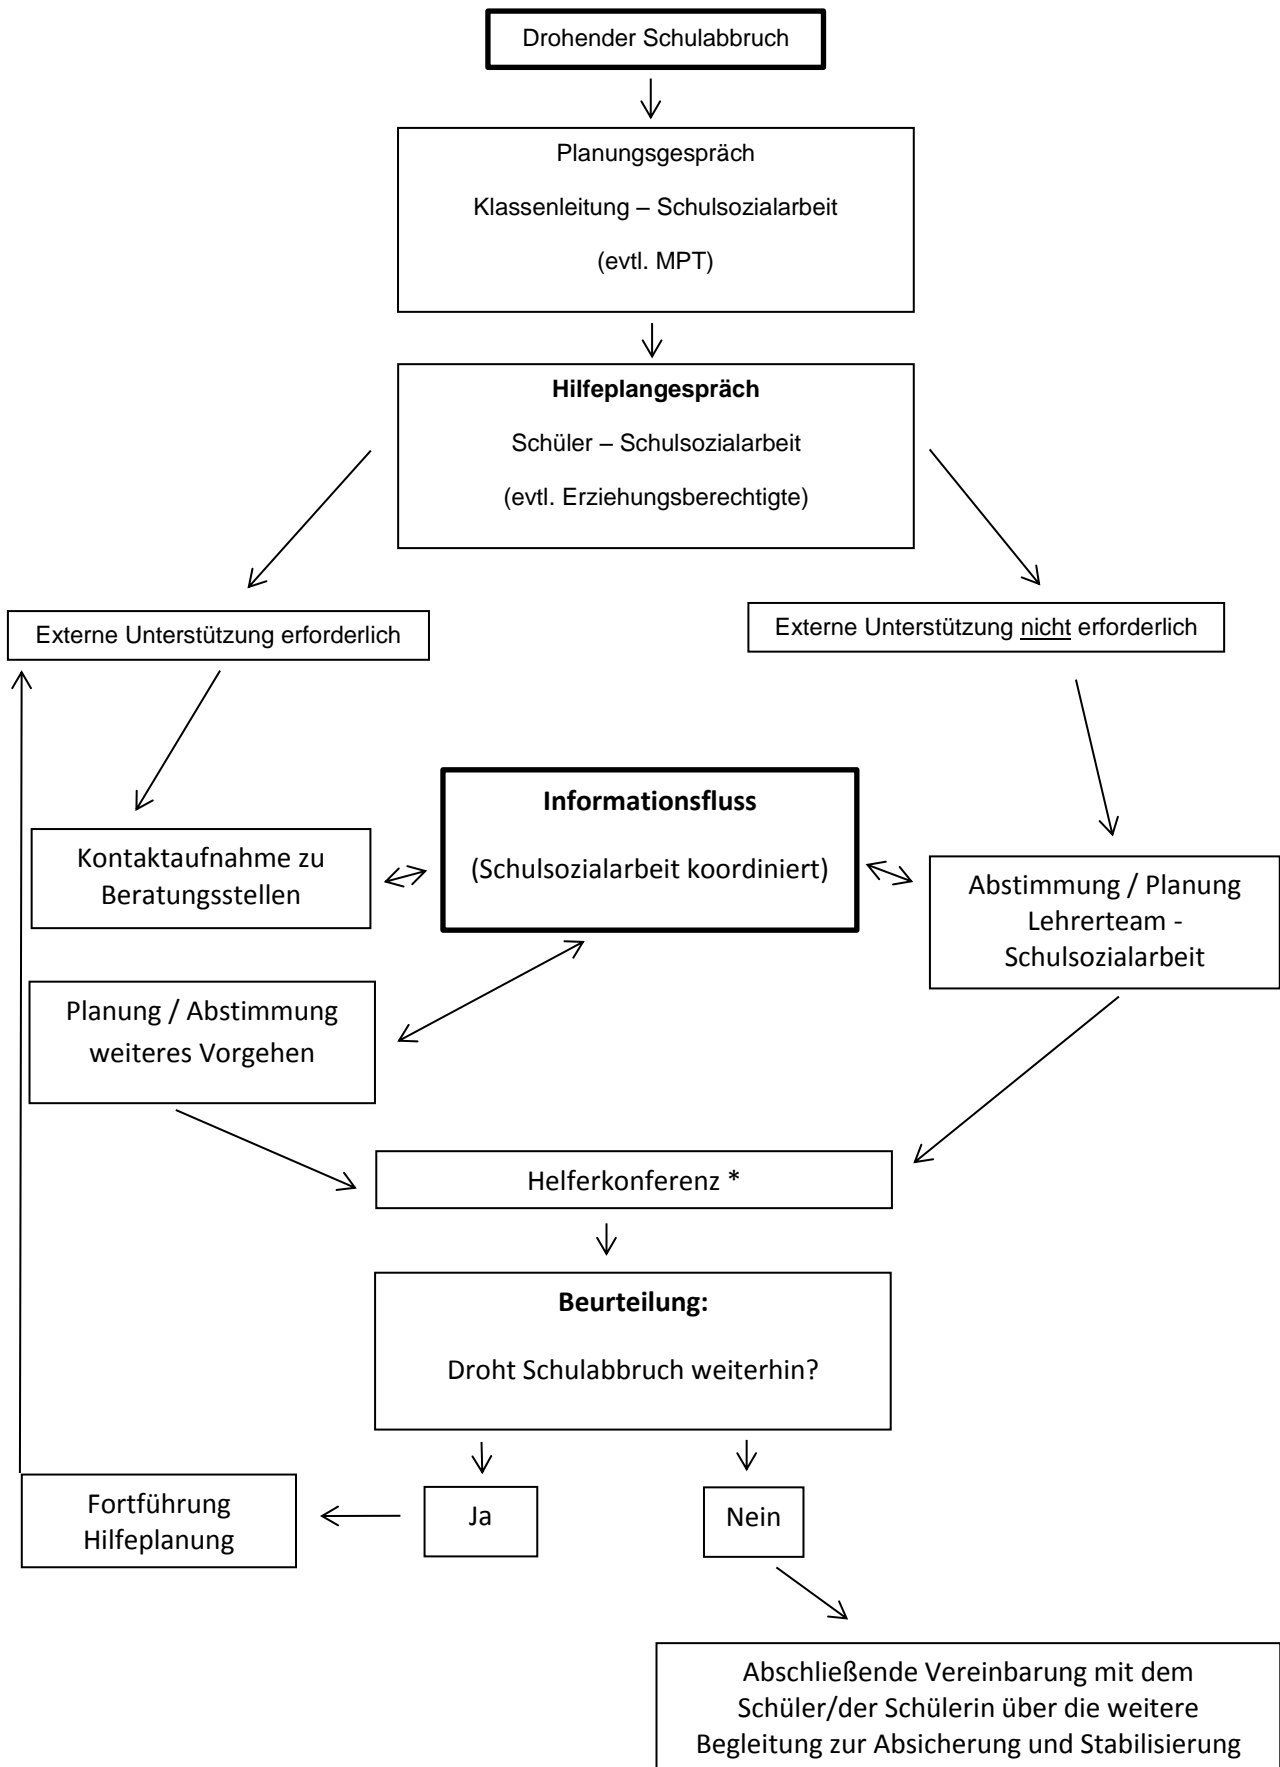 Drohender Schulabbruch
Planungsgespräch
Klassenleitung – Schulsozialarbeit
(evtl. MPT)
Hilfeplangespräch
Schüler – Schulsozialarbeit
(evtl. Erziehungsberechtigte)
Externe Unterstützung erforderlich
Externe Unterstützung nicht erforderlich
Informationsfluss
(Schulsozialarbeit koordiniert)
Kontaktaufnahme zu
Beratungsstellen
Abstimmung / Planung
Lehrerteam -
Schulsozialarbeit
Planung / Abstimmung
weiteres Vorgehen
Helferkonferenz *
Beurteilung:
Droht Schulabbruch weiterhin?
Fortführung
Hilfeplanung
Ja
Nein
Abschließende Vereinbarung mit dem
Schüler/der Schülerin über die weitere
Begleitung zur Absicherung und Stabilisierung